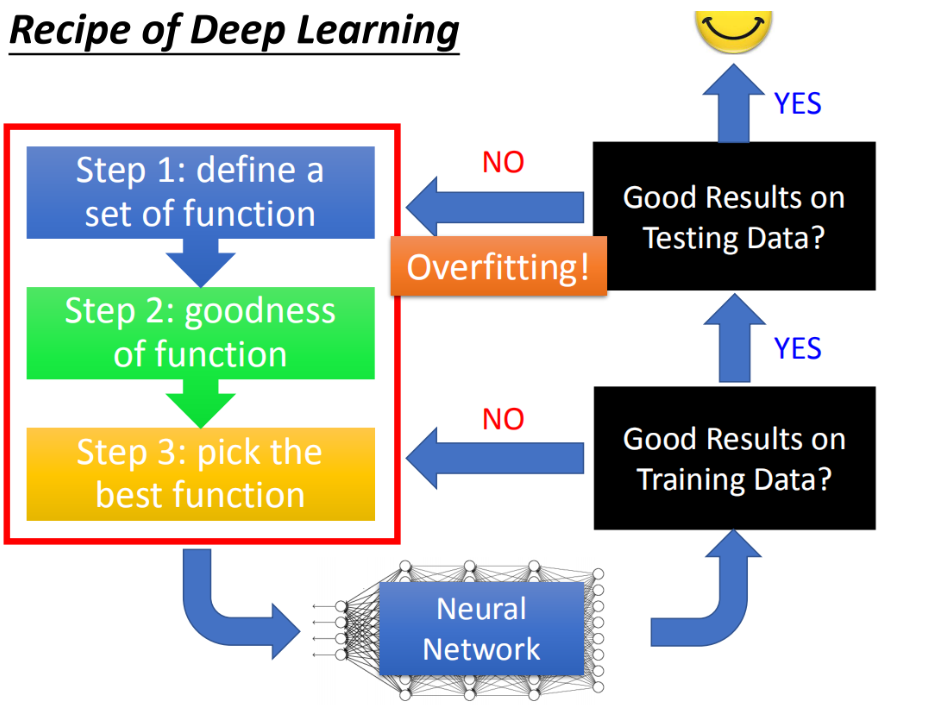 Recipe of Deep Learning
YES
Step 1: define a
set of function
NO
Good Results on
Testing Data?
Overfitting!
Step 2: goodness
of function
YES
Step 3: pick the
best function
NO
Good Results on
Training Data?
Neural
Network